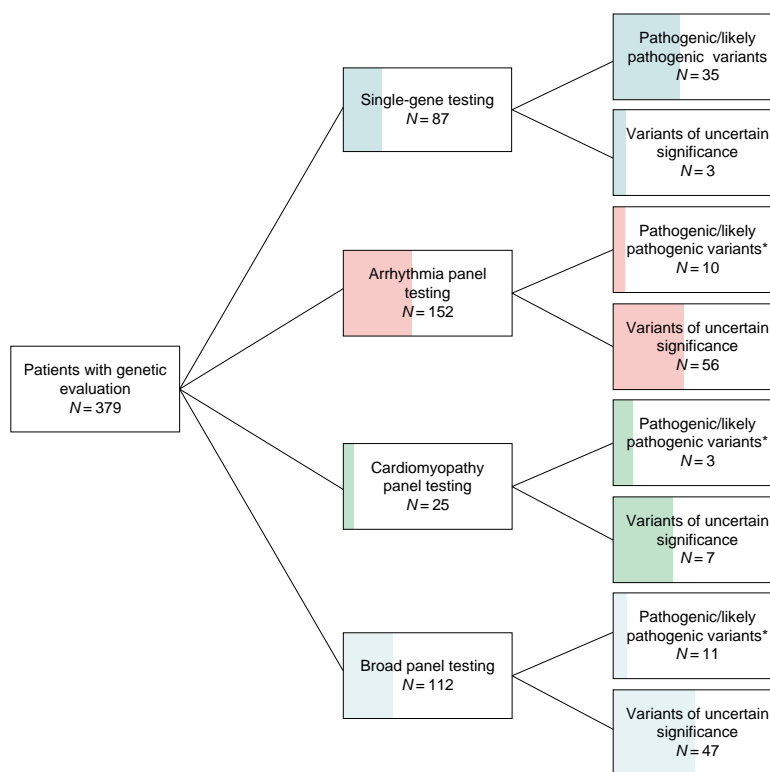 Patients with genetic
evaluation
N = 379
Single-gene testing
N = 87
Pathogenic/likely
pathogenic variants
N = 35
Variants of uncertain
significance
N = 3
Arrhythmia panel
testing
N = 152
Pathogenic/likely
pathogenic variants*
N = 10
Variants of uncertain
significance
N = 56
Cardiomyopathy
panel testing
N = 25
Pathogenic/likely
pathogenic variants*
N = 3
Variants of uncertain
significance
N = 7
Broad panel testing
N = 112
Pathogenic/likely
pathogenic variants*
N = 11
Variants of uncertain
significance
N = 47